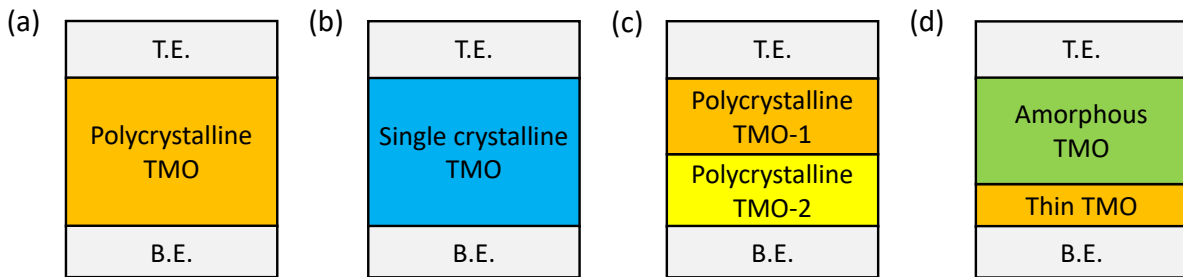 (a)
T.E.
Polycrystalline
TMO
B.E.
(b)
T.E.
Single crystalline
TMO
B.E.
(c)
T.E.
Polycrystalline
TMO-1
Polycrystalline
TMO-2
B.E.
(d)
T.E.
Amorphous
TMO
Thin TMO
B.E.